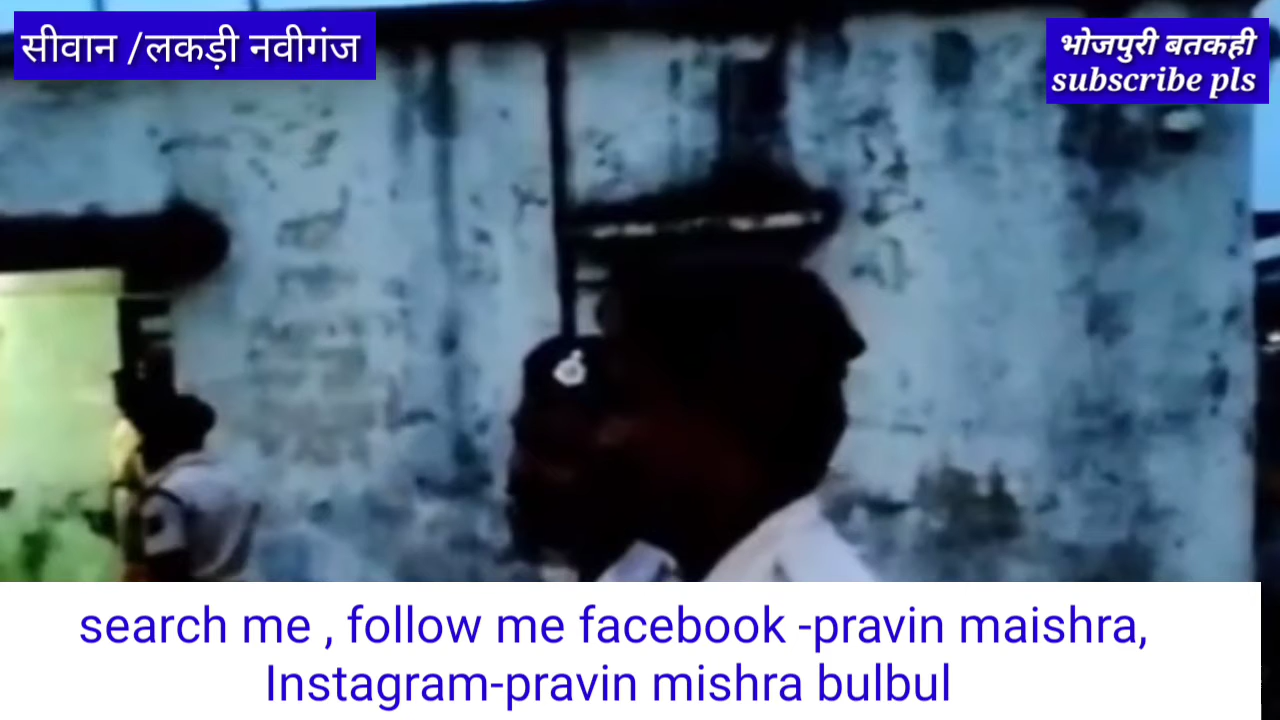 सीवान /लकड़ी नवीगंज
भोजपुरी बतकही
subscribe pls
search me , follow me facebook -pravin maishra,
Instagram-pravin mishra bulbul